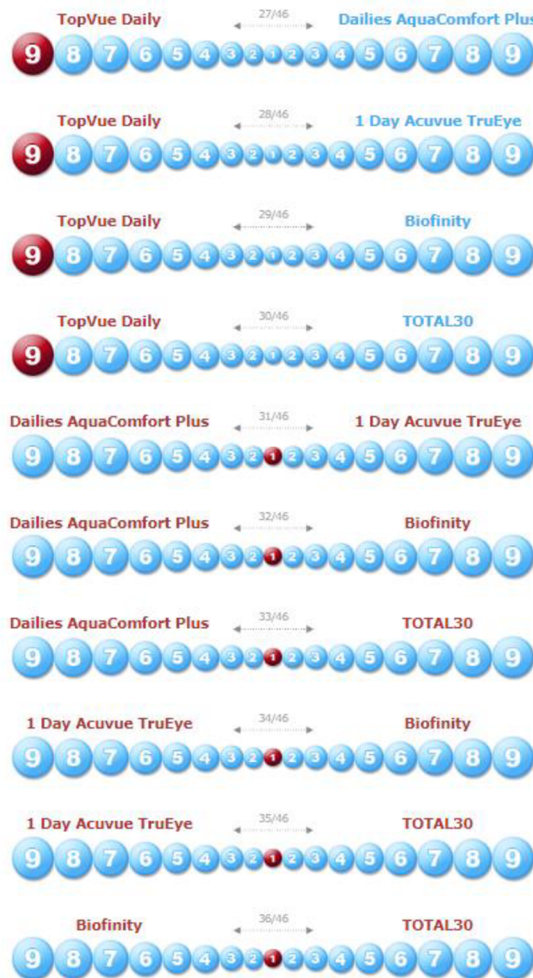 27/46
TopVue Daily Dailies AquaComfort Plus
9 8 7 6 5 4 3 2 1 2 3 4 5 6 7 8 9
28/46
TopVue Daily 1 Day Acuvue TruEye
9 8 7 6 5 4 3 2 1 2 3 4 5 6 7 8 9
29/46
TopVue Daily Biofinity
9 8 7 6 5 4 3 2 1 2 3 4 5 6 7 8 9
30/46
TopVue Daily TOTAL30
9 8 7 6 5 4 3 2 1 2 3 4 5 6 7 8 9
31/46
Dailies AquaComfort Plus 1 Day Acuvue TruEye
9 8 7 6 5 4 3 2 1 2 3 4 5 6 7 8 9
32/46
Dailies AquaComfort Plus Biofinity
9 8 7 6 5 4 3 2 1 2 3 4 5 6 7 8 9
33/46
Dailies AquaComfort Plus TOTAL30
9 8 7 6 5 4 3 2 1 2 3 4 5 6 7 8 9
34/46
1 Day Acuvue TruEye Biofinity
9 8 7 6 5 4 3 2 1 2 3 4 5 6 7 8 9
35/46
1 Day Acuvue TruEye TOTAL30
9 8 7 6 5 4 3 2 1 2 3 4 5 6 7 8 9
36/46
Biofinity TOTAL30
9 8 7 6 5 4 3 2 1 2 3 4 5 6 7 8 9